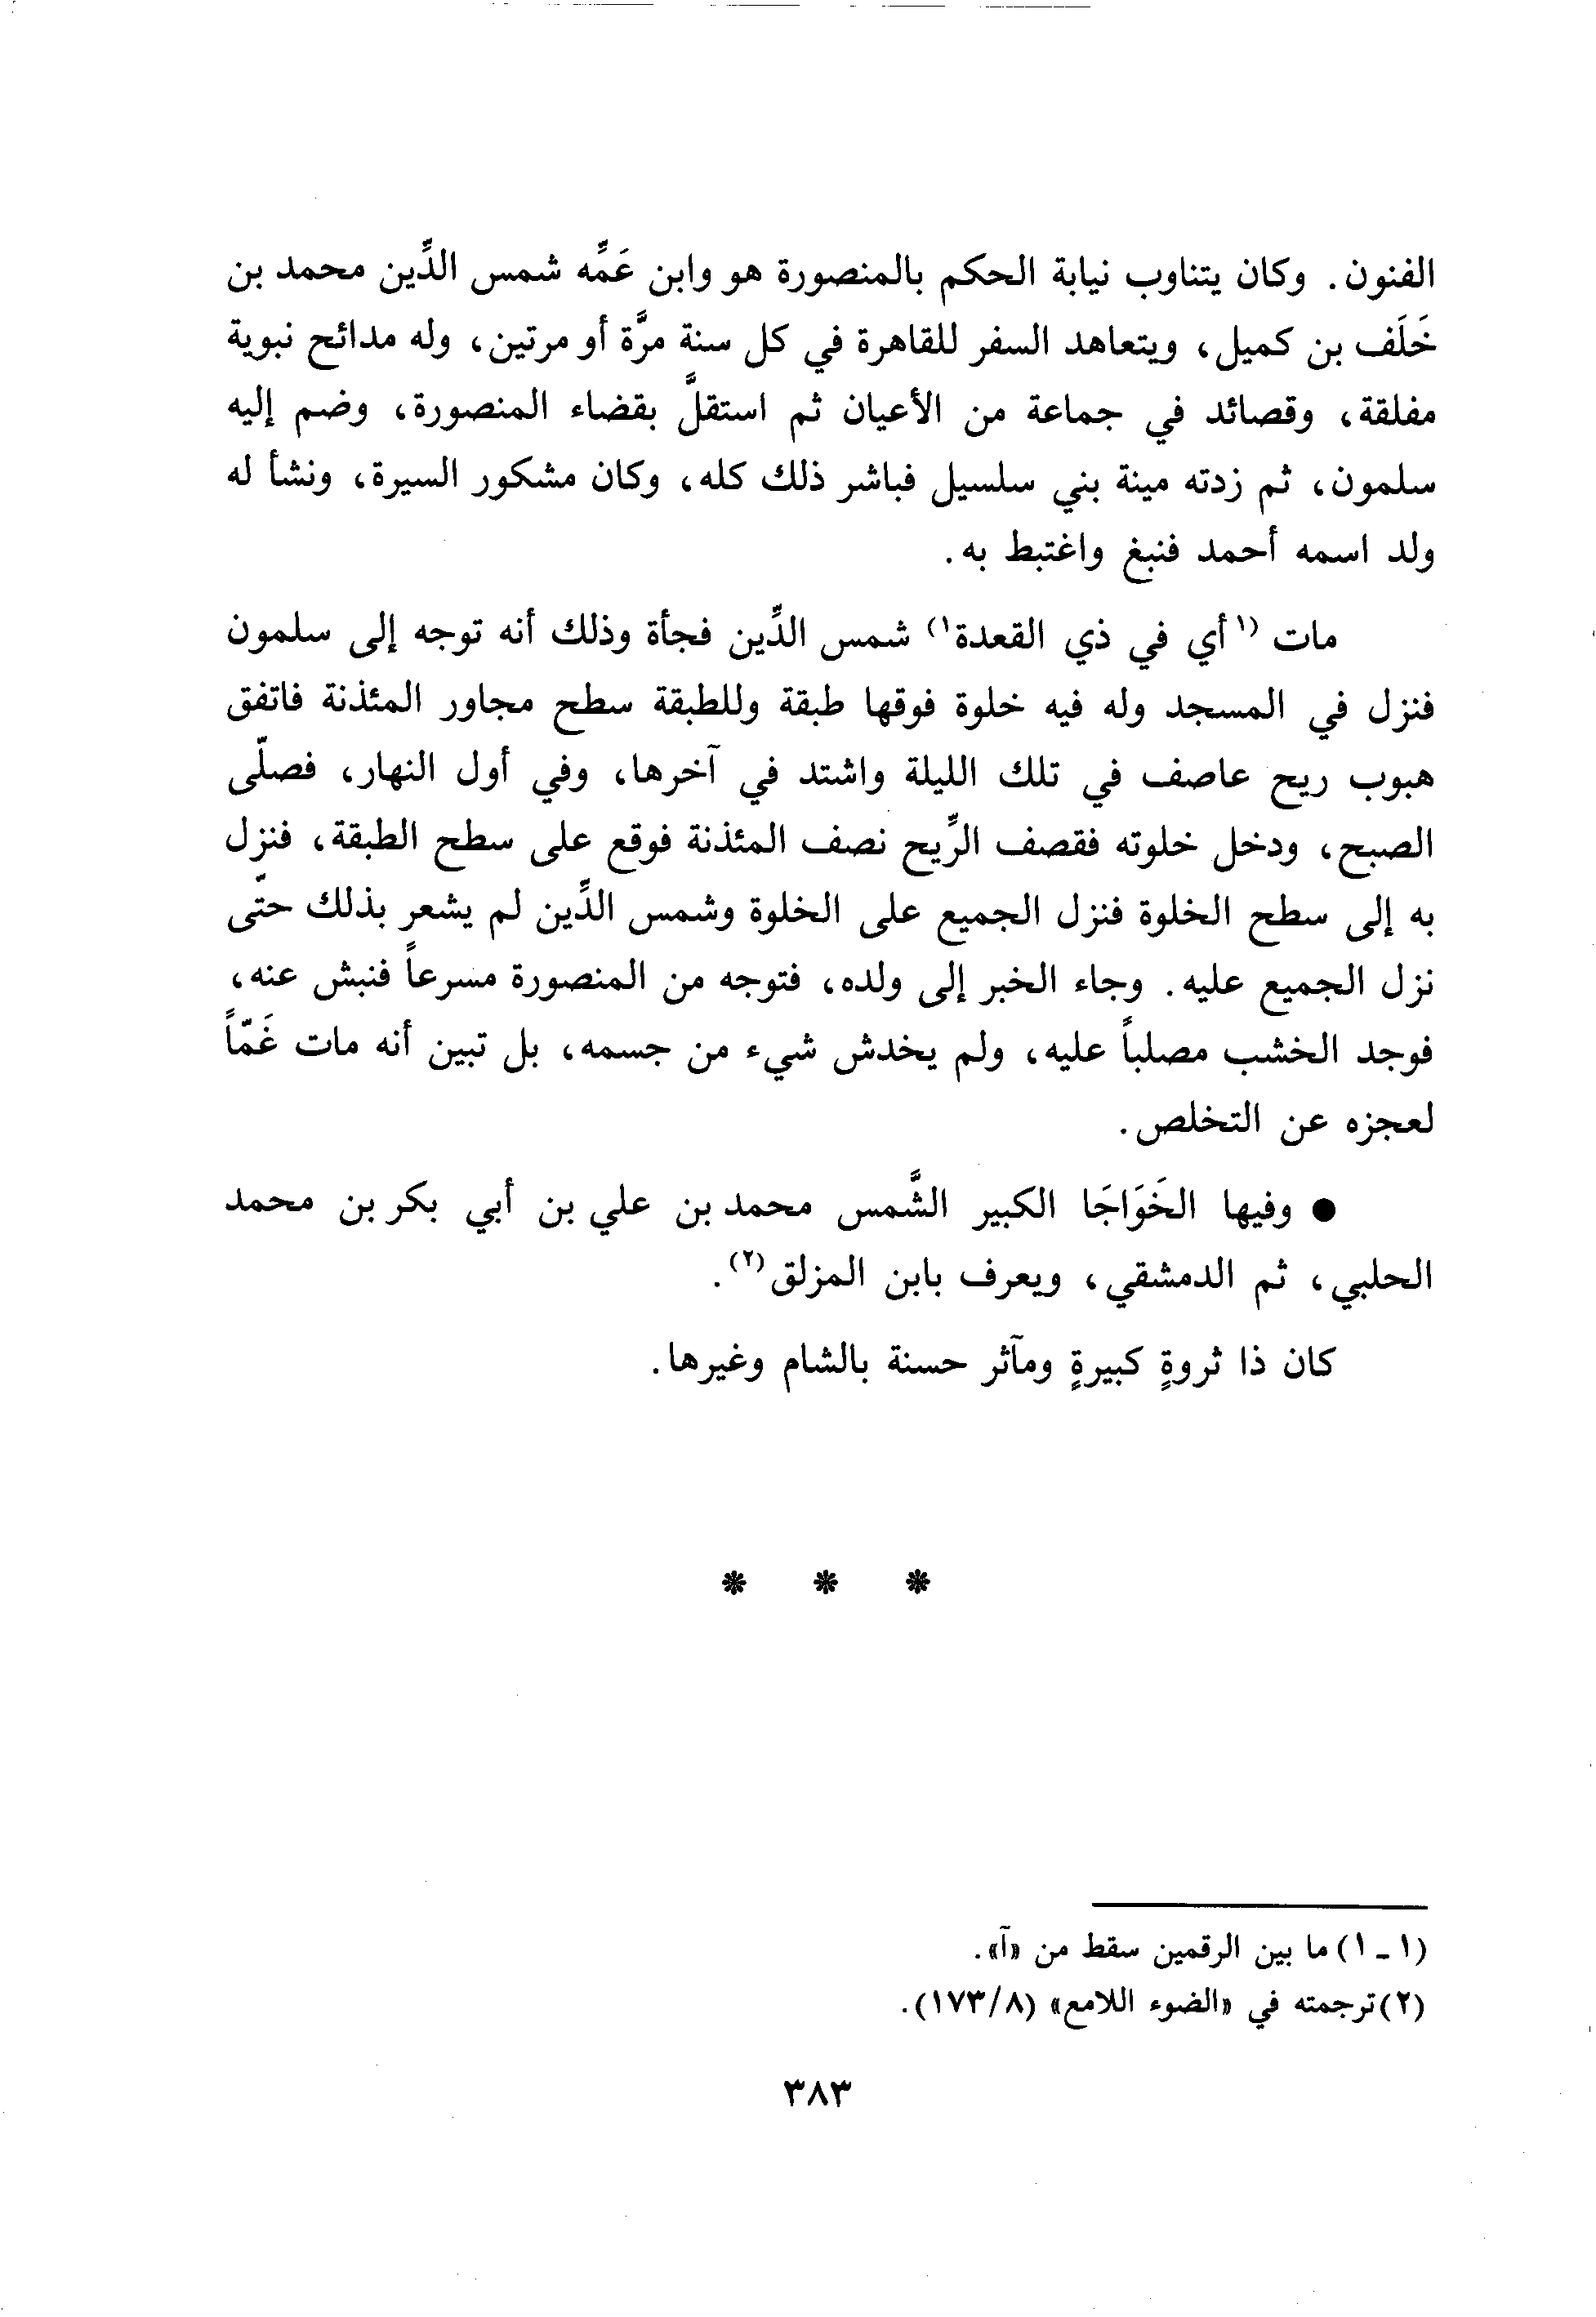 الفنون. وكان يتناوب نيابة الحكم بالمنصورة هو وابن عَمِّه شمس الدِّين محمد بن
خَلَف بن كميل، ويتعاهد السفر للقاهرة في كل سنة مرَّة أو مرتين، وله مدائح نبوية
مفلقة، وقصائد في جماعة من الأعيان ثم استقلَّ بقضاء المنصورة، وضم إليه
سلمون، ثم زدته مينة بني سلسيل فباشر ذلك كله، وكان مشكور السيرة، ونشأ له
ولد اسمه أحمد فنبغ واغتبط به.
مات (١أي في ذي القعدة١) شمس الدِّين فجأة وذلك أنه توجه إلى سلمون
فنزل في المسجد وله فيه خلوة فوقها طبقة وللطبقة سطح مجاور المئذنة فاتفق
هبوب ريح عاصف في تلك الليلة واشتد في آخرها، وفي أول النهار، فصلّى
الصبح، ودخل خلوته فقصف الرِّيح نصف المئذنة فوقع على سطح الطبقة، فنزل
به إلى سطح الخلوة فنزل الجميع على الخلوة وشمس الدِّين لم يشعر بذلك حتّى
نزل الجميع عليه. وجاء الخبر إلى ولده، فتوجه من المنصورة مسرعاً فنبش عنه،
فوجد الخشب مصلباً عليه، ولم يخدش شيء من جسمه، بل تبين أنه مات غَمّاً
لعجزه عن التخلص.
● وفيها الخَوَاجَا الكبير الشَّمس محمد بن علي بن أبي بكر بن محمد
الحلبي، ثم الدمشقي، ويعرف بابن المزلق(٢).
كان ذا ثروةٍ كبيرةٍ ومآثر حسنة بالشام وغيرها.
* * *
(١ - ١) ما بين الرقمين سقط من «آ».
(٢) ترجمته في «الضوء اللامع» (١٧٣/٨).
٣٨٣